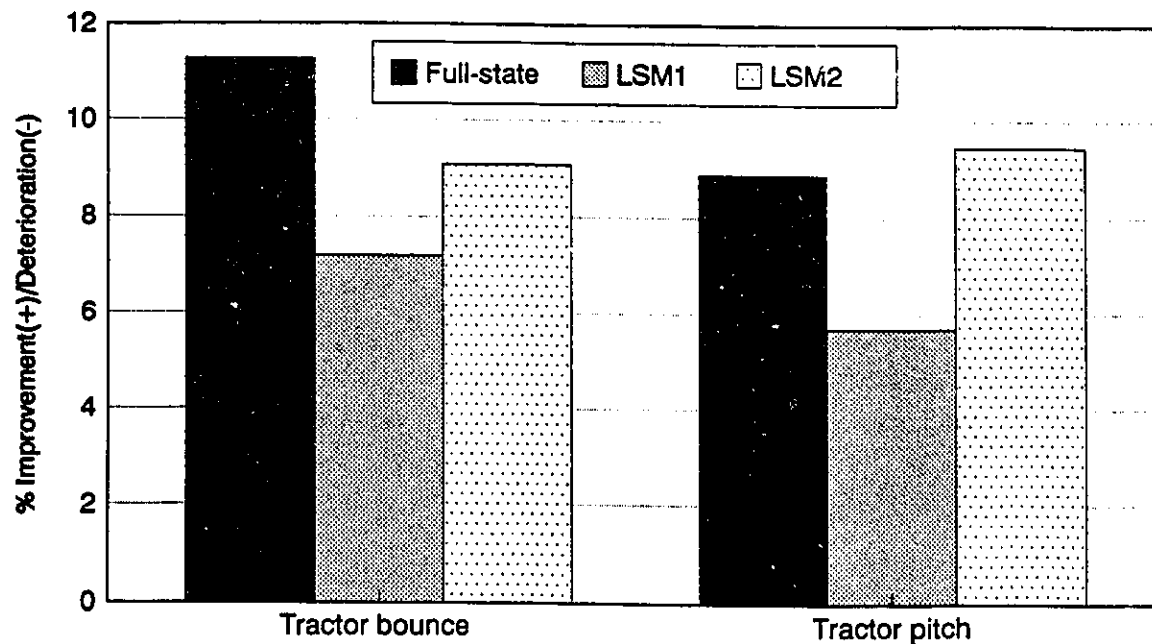 % Improvement(+)/Deterioration(-)
12
10
8
6
4
2
0
Full-state LSM1 LSM2
Tractor bounce Tractor pitch